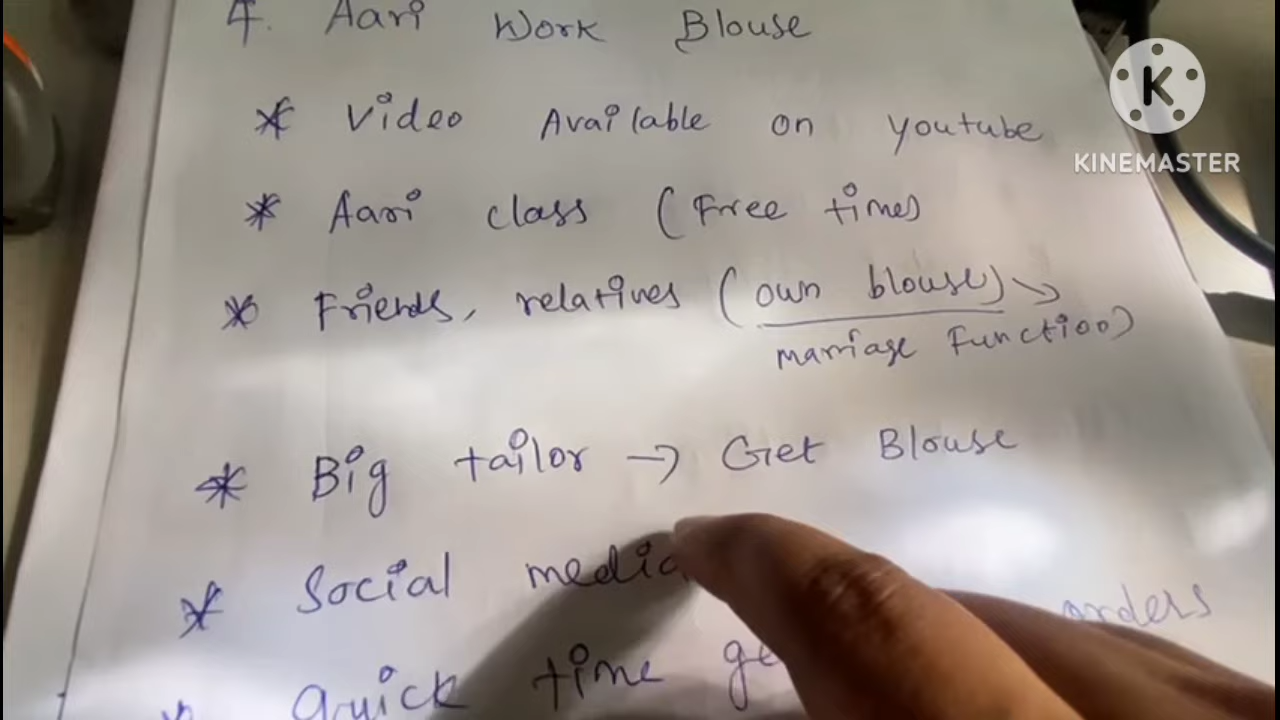 4. Aari Work Blouse
* Video Available on youtube
* Aari class (Free times
* Friends, relatives (own blouse) →
marriage Function)
* Big tailor → Get Blouse
* Social media
orders
* Quick time
K
KINEMASTER